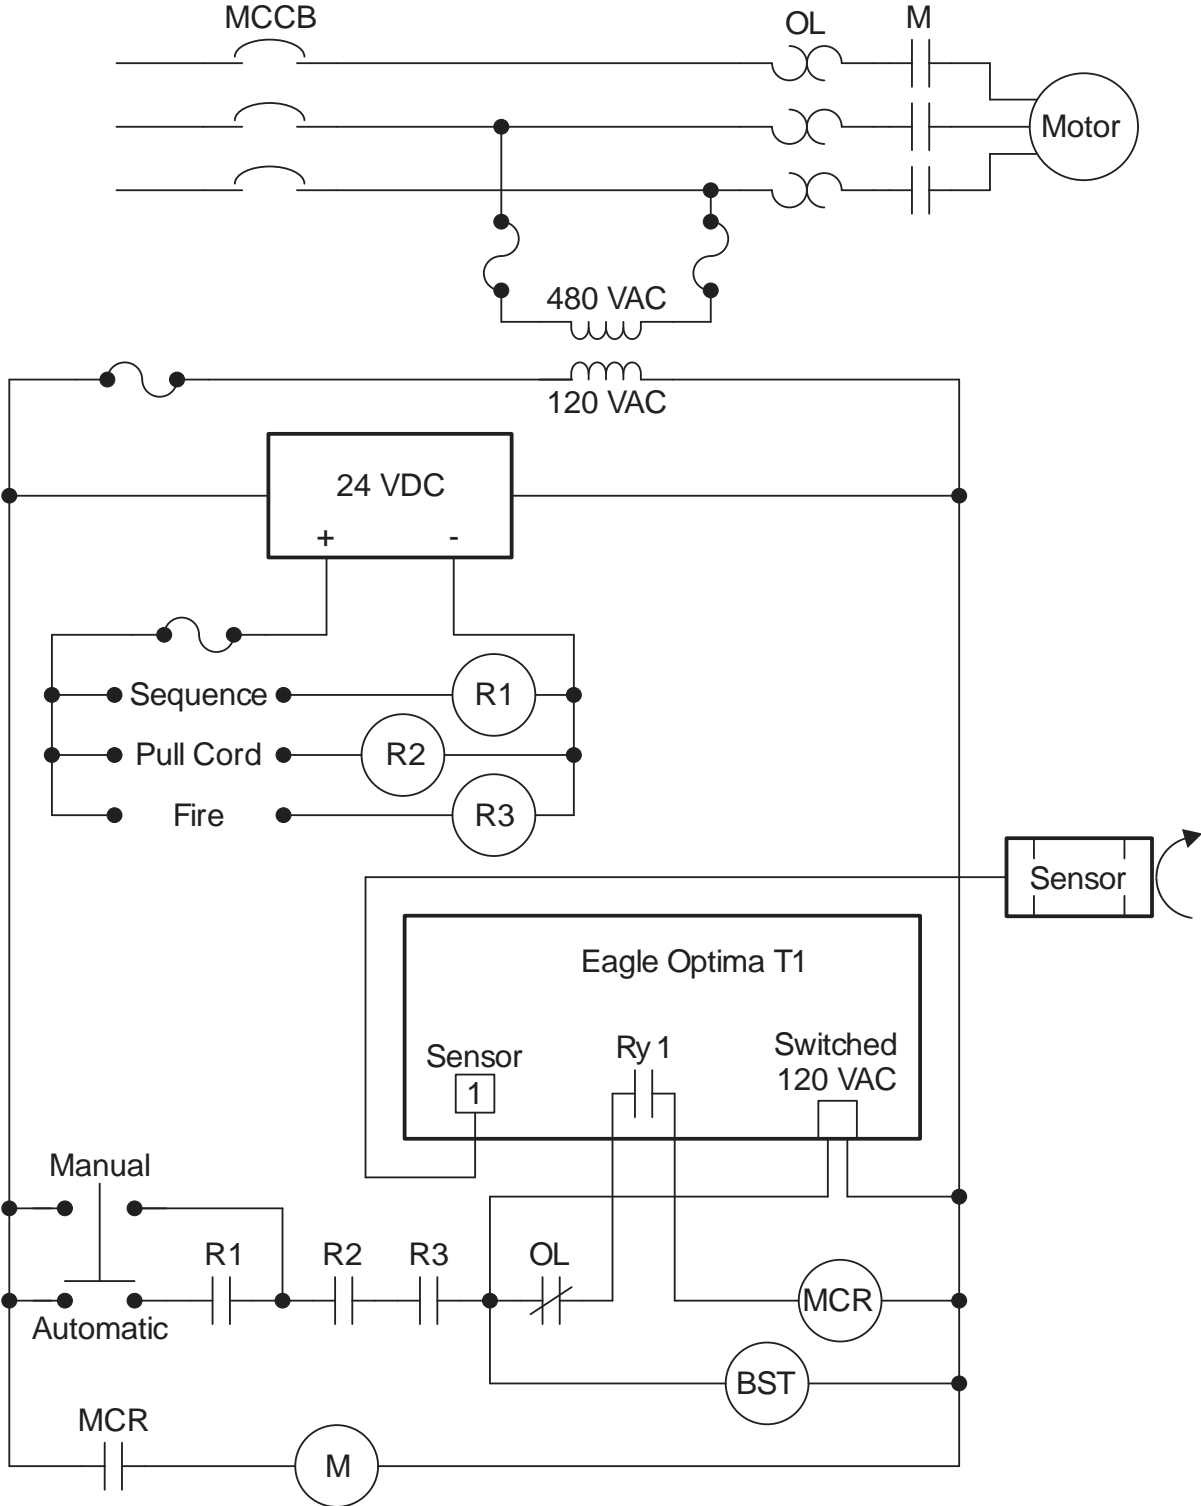 MCCB
OL
M
Motor
480 VAC
120 VAC
24 VDC
+
-
Sequence
R1
Pull Cord
R2
Fire
R3
Sensor
Eagle Optima T1
Sensor
1
Ry 1
Switched
120 VAC
Manual
R1
R2
R3
OL
MCR
Automatic
BST
MCR
M